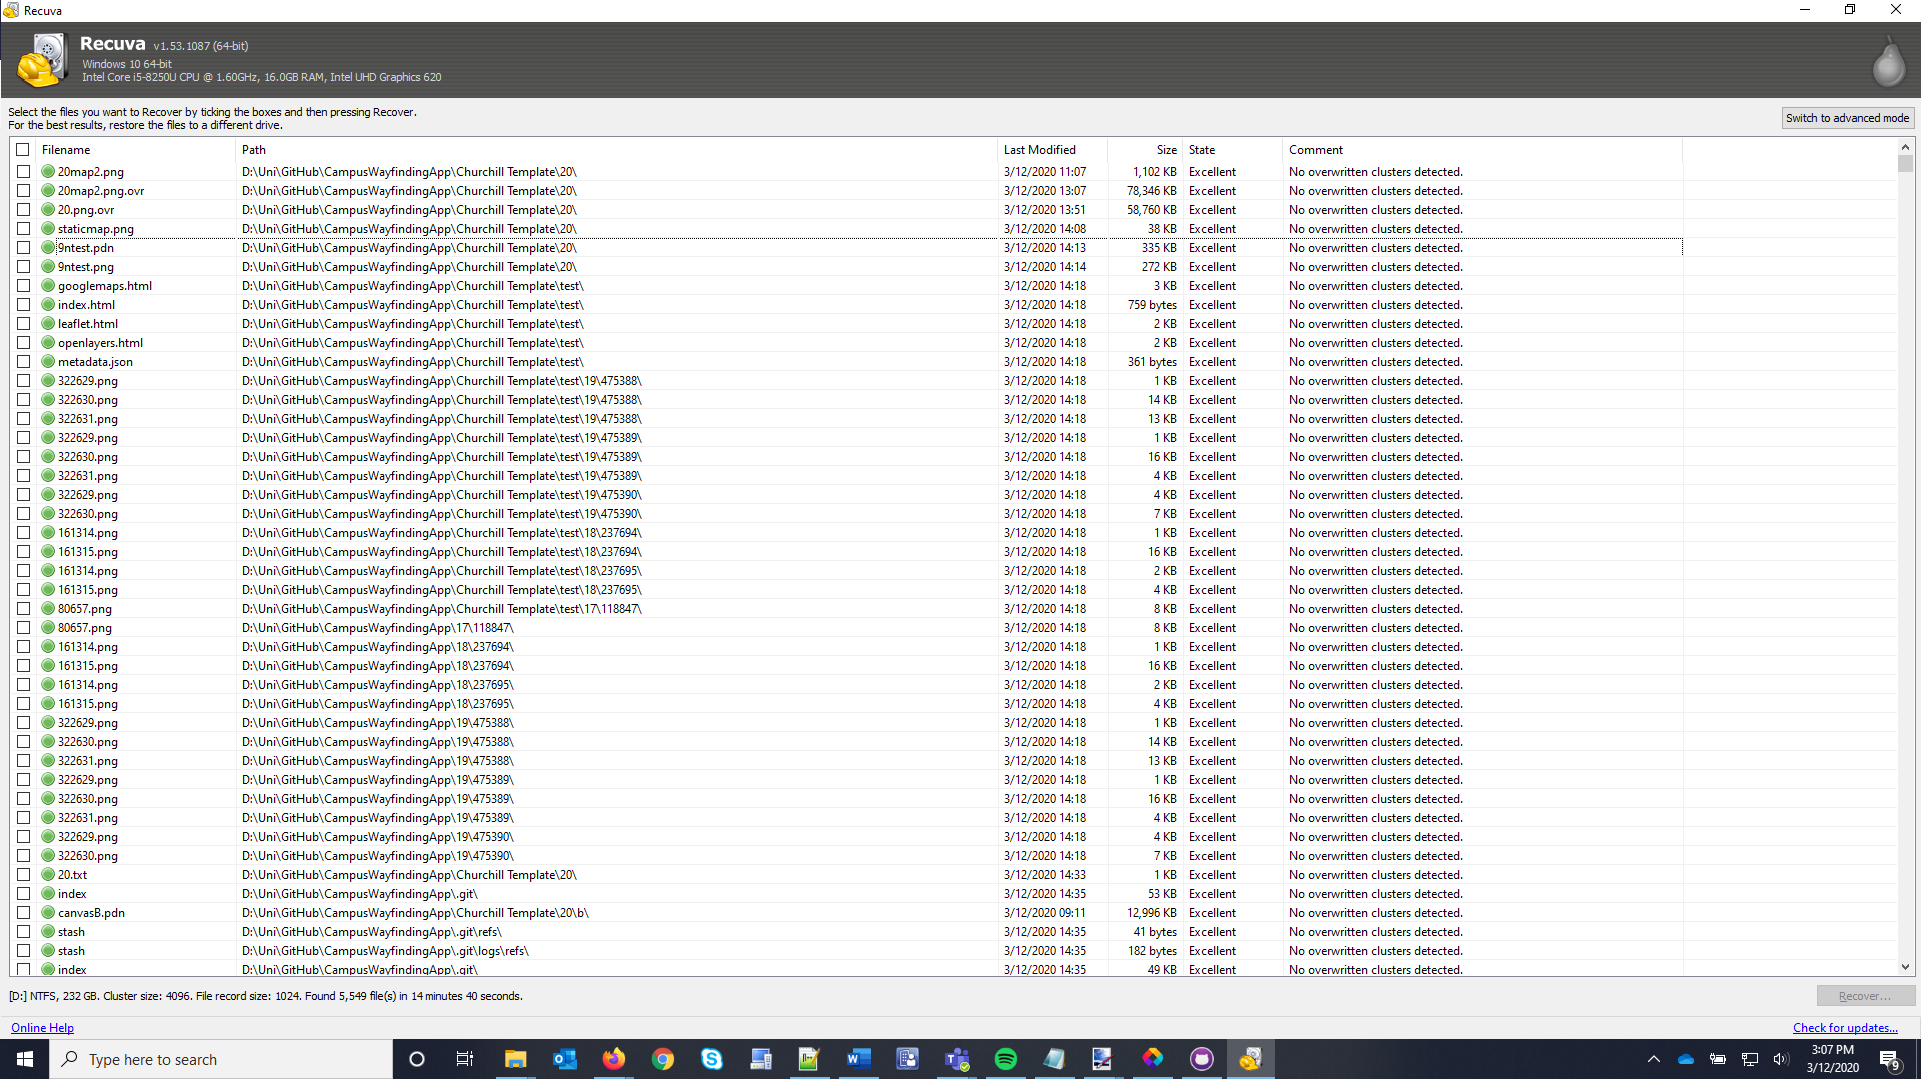 Recuva
Recuva v1.53.1087 (64-bit)
Windows 10 64-bit
Intel Core i5-8250U CPU @ 1.60GHz, 16.0GB RAM, Intel UHD Graphics 620
Select the files you want to Recover by ticking the boxes and then pressing Recover.
For the best results, restore the files to a different drive.
Switch to advanced mode
Filename Path Last Modified Size State Comment
20map2.png D:\Uni\GitHub\CampusWayfindingApp\Churchill Template\20\ 3/12/2020 11:07 1,102 KB Excellent No overwritten clusters detected.
20map2.png.ovr D:\Uni\GitHub\CampusWayfindingApp\Churchill Template\20\ 3/12/2020 13:07 78,346 KB Excellent No overwritten clusters detected.
20.png.ovr D:\Uni\GitHub\CampusWayfindingApp\Churchill Template\20\ 3/12/2020 13:51 58,760 KB Excellent No overwritten clusters detected.
staticmap.png D:\Uni\GitHub\CampusWayfindingApp\Churchill Template\20\ 3/12/2020 14:08 38 KB Excellent No overwritten clusters detected.
9ntest.pdn D:\Uni\GitHub\CampusWayfindingApp\Churchill Template\20\ 3/12/2020 14:13 335 KB Excellent No overwritten clusters detected.
9ntest.png D:\Uni\GitHub\CampusWayfindingApp\Churchill Template\20\ 3/12/2020 14:14 272 KB Excellent No overwritten clusters detected.
googlemaps.html D:\Uni\GitHub\CampusWayfindingApp\Churchill Template\test\ 3/12/2020 14:18 3 KB Excellent No overwritten clusters detected.
index.html D:\Uni\GitHub\CampusWayfindingApp\Churchill Template\test\ 3/12/2020 14:18 759 bytes Excellent No overwritten clusters detected.
leaflet.html D:\Uni\GitHub\CampusWayfindingApp\Churchill Template\test\ 3/12/2020 14:18 2 KB Excellent No overwritten clusters detected.
openlayers.html D:\Uni\GitHub\CampusWayfindingApp\Churchill Template\test\ 3/12/2020 14:18 2 KB Excellent No overwritten clusters detected.
metadata.json D:\Uni\GitHub\CampusWayfindingApp\Churchill Template\test\ 3/12/2020 14:18 361 bytes Excellent No overwritten clusters detected.
322629.png D:\Uni\GitHub\CampusWayfindingApp\Churchill Template\test\19\475388\ 3/12/2020 14:18 1 KB Excellent No overwritten clusters detected.
322630.png D:\Uni\GitHub\CampusWayfindingApp\Churchill Template\test\19\475388\ 3/12/2020 14:18 14 KB Excellent No overwritten clusters detected.
322631.png D:\Uni\GitHub\CampusWayfindingApp\Churchill Template\test\19\475388\ 3/12/2020 14:18 13 KB Excellent No overwritten clusters detected.
322629.png D:\Uni\GitHub\CampusWayfindingApp\Churchill Template\test\19\475389\ 3/12/2020 14:18 1 KB Excellent No overwritten clusters detected.
322630.png D:\Uni\GitHub\CampusWayfindingApp\Churchill Template\test\19\475389\ 3/12/2020 14:18 16 KB Excellent No overwritten clusters detected.
322631.png D:\Uni\GitHub\CampusWayfindingApp\Churchill Template\test\19\475389\ 3/12/2020 14:18 4 KB Excellent No overwritten clusters detected.
322629.png D:\Uni\GitHub\CampusWayfindingApp\Churchill Template\test\19\475390\ 3/12/2020 14:18 4 KB Excellent No overwritten clusters detected.
322630.png D:\Uni\GitHub\CampusWayfindingApp\Churchill Template\test\19\475390\ 3/12/2020 14:18 7 KB Excellent No overwritten clusters detected.
161314.png D:\Uni\GitHub\CampusWayfindingApp\Churchill Template\test\18\237694\ 3/12/2020 14:18 1 KB Excellent No overwritten clusters detected.
161315.png D:\Uni\GitHub\CampusWayfindingApp\Churchill Template\test\18\237694\ 3/12/2020 14:18 16 KB Excellent No overwritten clusters detected.
161314.png D:\Uni\GitHub\CampusWayfindingApp\Churchill Template\test\18\237695\ 3/12/2020 14:18 2 KB Excellent No overwritten clusters detected.
161315.png D:\Uni\GitHub\CampusWayfindingApp\Churchill Template\test\18\237695\ 3/12/2020 14:18 4 KB Excellent No overwritten clusters detected.
80657.png D:\Uni\GitHub\CampusWayfindingApp\Churchill Template\test\17\118847\ 3/12/2020 14:18 8 KB Excellent No overwritten clusters detected.
80657.png D:\Uni\GitHub\CampusWayfindingApp\17\118847\ 3/12/2020 14:18 8 KB Excellent No overwritten clusters detected.
161314.png D:\Uni\GitHub\CampusWayfindingApp\18\237694\ 3/12/2020 14:18 1 KB Excellent No overwritten clusters detected.
161315.png D:\Uni\GitHub\CampusWayfindingApp\18\237694\ 3/12/2020 14:18 16 KB Excellent No overwritten clusters detected.
161314.png D:\Uni\GitHub\CampusWayfindingApp\18\237695\ 3/12/2020 14:18 2 KB Excellent No overwritten clusters detected.
161315.png D:\Uni\GitHub\CampusWayfindingApp\18\237695\ 3/12/2020 14:18 4 KB Excellent No overwritten clusters detected.
322629.png D:\Uni\GitHub\CampusWayfindingApp\19\475388\ 3/12/2020 14:18 1 KB Excellent No overwritten clusters detected.
322630.png D:\Uni\GitHub\CampusWayfindingApp\19\475388\ 3/12/2020 14:18 14 KB Excellent No overwritten clusters detected.
322631.png D:\Uni\GitHub\CampusWayfindingApp\19\475388\ 3/12/2020 14:18 13 KB Excellent No overwritten clusters detected.
322629.png D:\Uni\GitHub\CampusWayfindingApp\19\475389\ 3/12/2020 14:18 1 KB Excellent No overwritten clusters detected.
322630.png D:\Uni\GitHub\CampusWayfindingApp\19\475389\ 3/12/2020 14:18 16 KB Excellent No overwritten clusters detected.
322631.png D:\Uni\GitHub\CampusWayfindingApp\19\475389\ 3/12/2020 14:18 4 KB Excellent No overwritten clusters detected.
322629.png D:\Uni\GitHub\CampusWayfindingApp\19\475390\ 3/12/2020 14:18 4 KB Excellent No overwritten clusters detected.
322630.png D:\Uni\GitHub\CampusWayfindingApp\19\475390\ 3/12/2020 14:18 7 KB Excellent No overwritten clusters detected.
20.txt D:\Uni\GitHub\CampusWayfindingApp\Churchill Template\20\ 3/12/2020 14:33 1 KB Excellent No overwritten clusters detected.
index D:\Uni\GitHub\CampusWayfindingApp\.git\ 3/12/2020 14:35 53 KB Excellent No overwritten clusters detected.
canvasB.pdn D:\Uni\GitHub\CampusWayfindingApp\Churchill Template\20\b\ 3/12/2020 09:11 12,996 KB Excellent No overwritten clusters detected.
stash D:\Uni\GitHub\CampusWayfindingApp\.git\refs\ 3/12/2020 14:35 41 bytes Excellent No overwritten clusters detected.
stash D:\Uni\GitHub\CampusWayfindingApp\.git\logs\refs\ 3/12/2020 14:35 182 bytes Excellent No overwritten clusters detected.
index D:\Uni\GitHub\CampusWayfindingApp\.git\ 3/12/2020 14:35 49 KB Excellent No overwritten clusters detected.
[D:] NTFS, 232 GB. Cluster size: 4096. File record size: 1024. Found 5,549 file(s) in 14 minutes 40 seconds.
Recover...
Online Help
Check for updates...
Type here to search
3:07 PM
3/12/2020
9